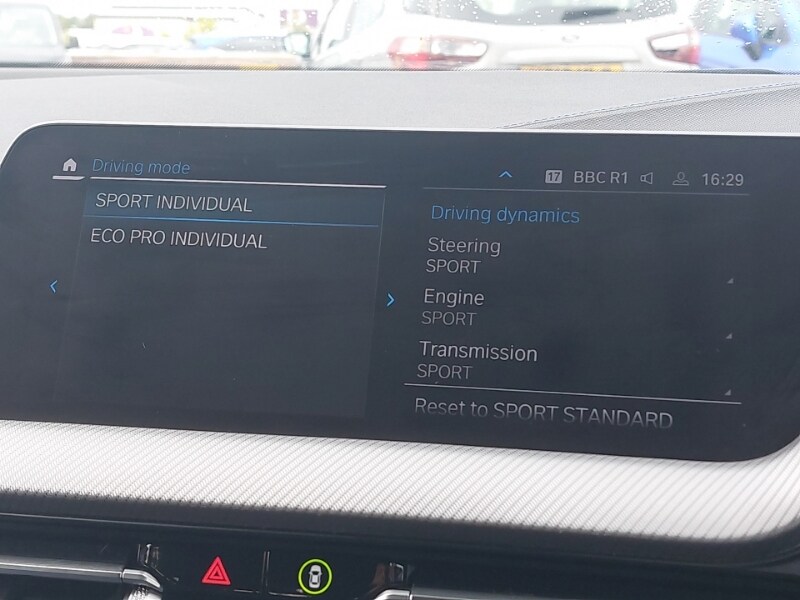 Driving mode
SPORT INDIVIDUAL
ECO PRO INDIVIDUAL
17 BBC R1 16:29
Driving dynamics
Steering
SPORT
Engine
SPORT
Transmission
SPORT
Reset to SPORT STANDARD